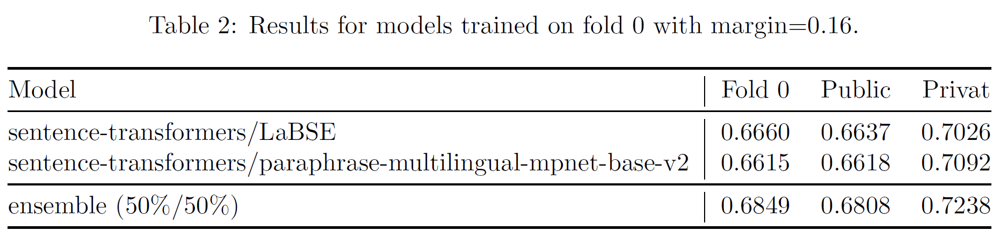 Table 2: Results for models trained on fold 0 with margin=0.16.
Model Fold 0 Public Privat
sentence-transformers/LaBSE 0.6660 0.6637 0.7026
sentence-transformers/paraphrase-multilingual-mpnet-base-v2 0.6615 0.6618 0.7092
ensemble (50%/50%) 0.6849 0.6808 0.7238